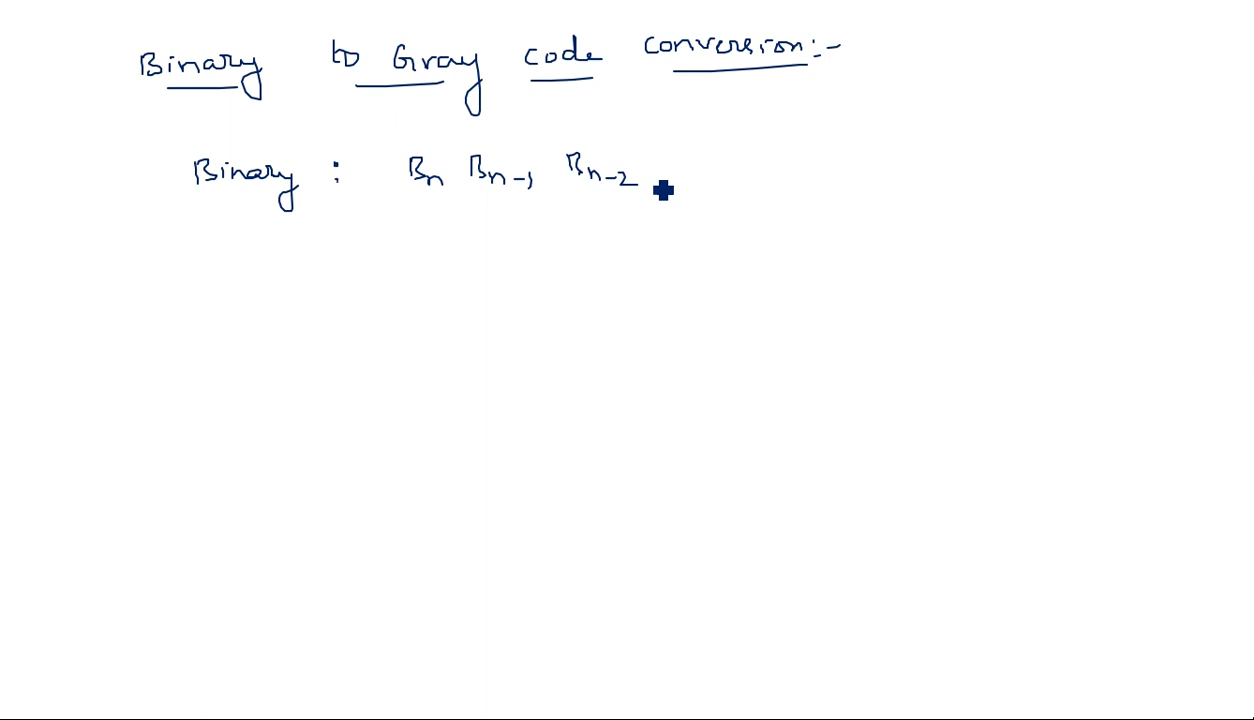 Binary to Gray code conversion:-
Binary : Bn Bn-1 Bn-2